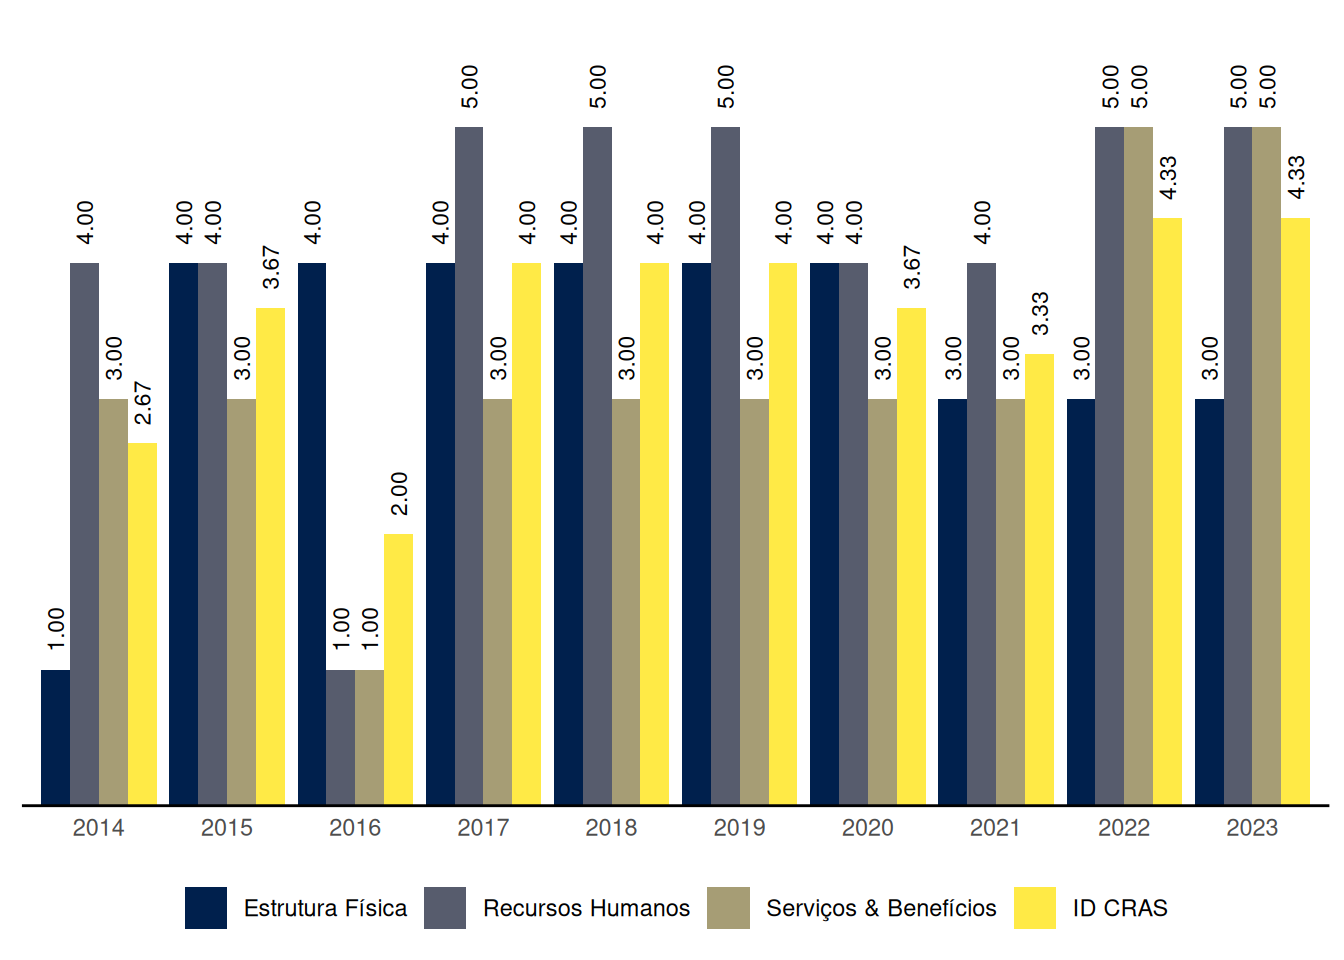 5.00 5.00 5.00 5.00 5.00 5.00 5.00
4.33 4.33
4.00 4.00 4.00 4.00 4.00 4.00 4.00 4.00 4.00 4.00 4.00 4.00 4.00
3.67 3.67
3.33
3.00 3.00 3.00 3.00 3.00 3.00 3.00 3.00 3.00 3.00
2.67
2.00
1.00 1.00 1.00
2014 2015 2016 2017 2018 2019 2020 2021 2022 2023
Estrutura Física Recursos Humanos Serviços & Benefícios ID CRAS